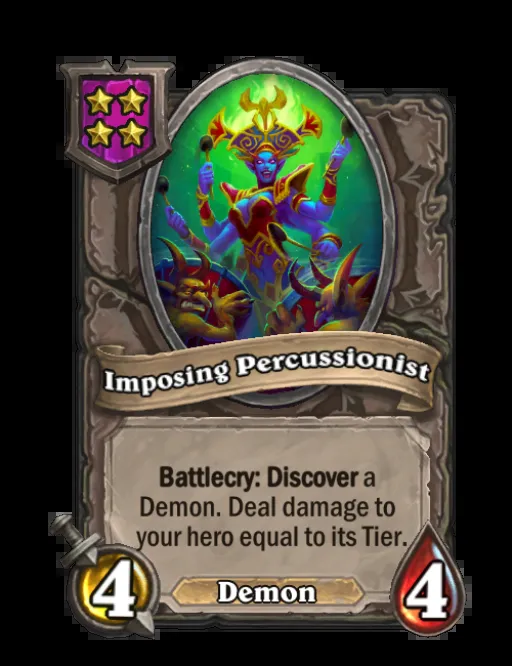 Imposing Percussionist
Battlecry: Discover a
Demon. Deal damage to
your hero equal to its Tier.
4
Demon
4